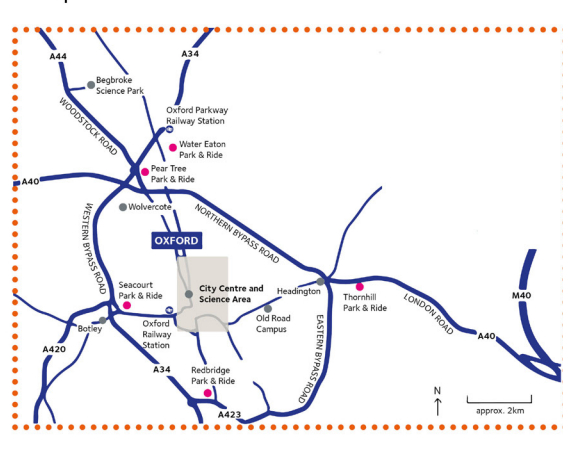 A44
A34
Begbroke
Science Park
WOODSTOCK ROAD
Oxford Parkway
Railway Station
Water Eaton
Park & Ride
Pear Tree
Park & Ride
A40
Wolvercote
WESTERN BYPASS ROAD
NORTHERN BYPASS ROAD
OXFORD
City Centre and
Science Area
Seacourt
Park & Ride
Headington
Thornhill
Park & Ride
LONDON ROAD
M40
A40
Botley
Oxford
Railway
Station
Old Road
Campus
EASTERN BYPASS ROAD
A420
A34
Redbridge
Park & Ride
A423
N
approx. 2km